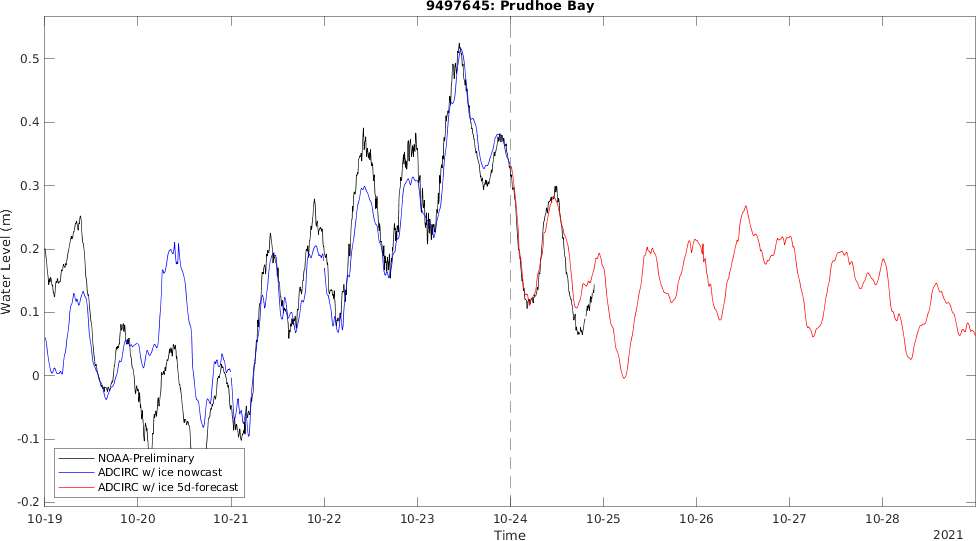 9497645: Prudhoe Bay
Water Level (m)
0.5
0.4
0.3
0.2
0.1
0
-0.1
-0.2
NOAA-Preliminary
ADCIRC w/ ice nowcast
ADCIRC w/ ice 5d-forecast
10-19 10-20 10-21 10-22 10-23 10-24 10-25 10-26 10-27 10-28
Time
2021